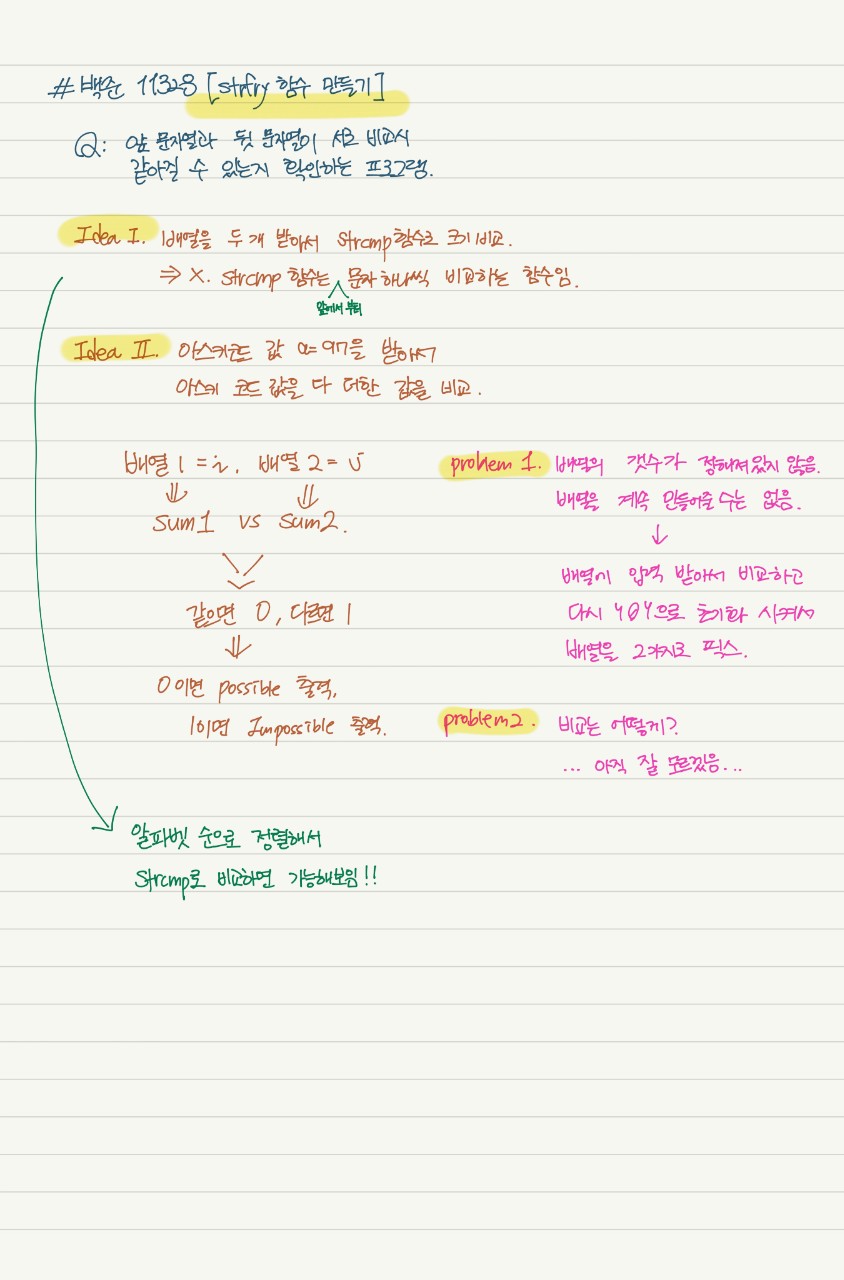 # 백준 11328 [strfry 함수 만들기]
Q: 앞 문자열과 뒷 문자열이 서로 비교시
같아질 수 있는지 확인하는 프로그램.
Idea I. 배열을 두개 받아서 strcmp함수로 크기비교.
⇒ X. strcmp 함수는 문자하나씩 비교하는 함수임.
앞에서 부터
Idea II. 아스키코드 값 a=97을 받아서
아스키 코드값을 다 더한 값을 비교.
배열 1 = i, 배열 2 = j
sum1 vs sum2.
같으면 0, 다르면 1
0이면 possible 출력,
1이면 Impossible 출력.
problem 1. 배열의 갯수가 정해져있지 않음.
배열을 계속 만들어줄 수는 없음.
배열에 입력 받아서 비교하고
다시 '\0'으로 초기화 시켜서
배열을 2가지로 픽스.
problem2. 비교는 어떻게?
... 아직 잘 모르겠음...
알파벳 순으로 정렬해서
Strcmp로 비교하면 가능해보임!!